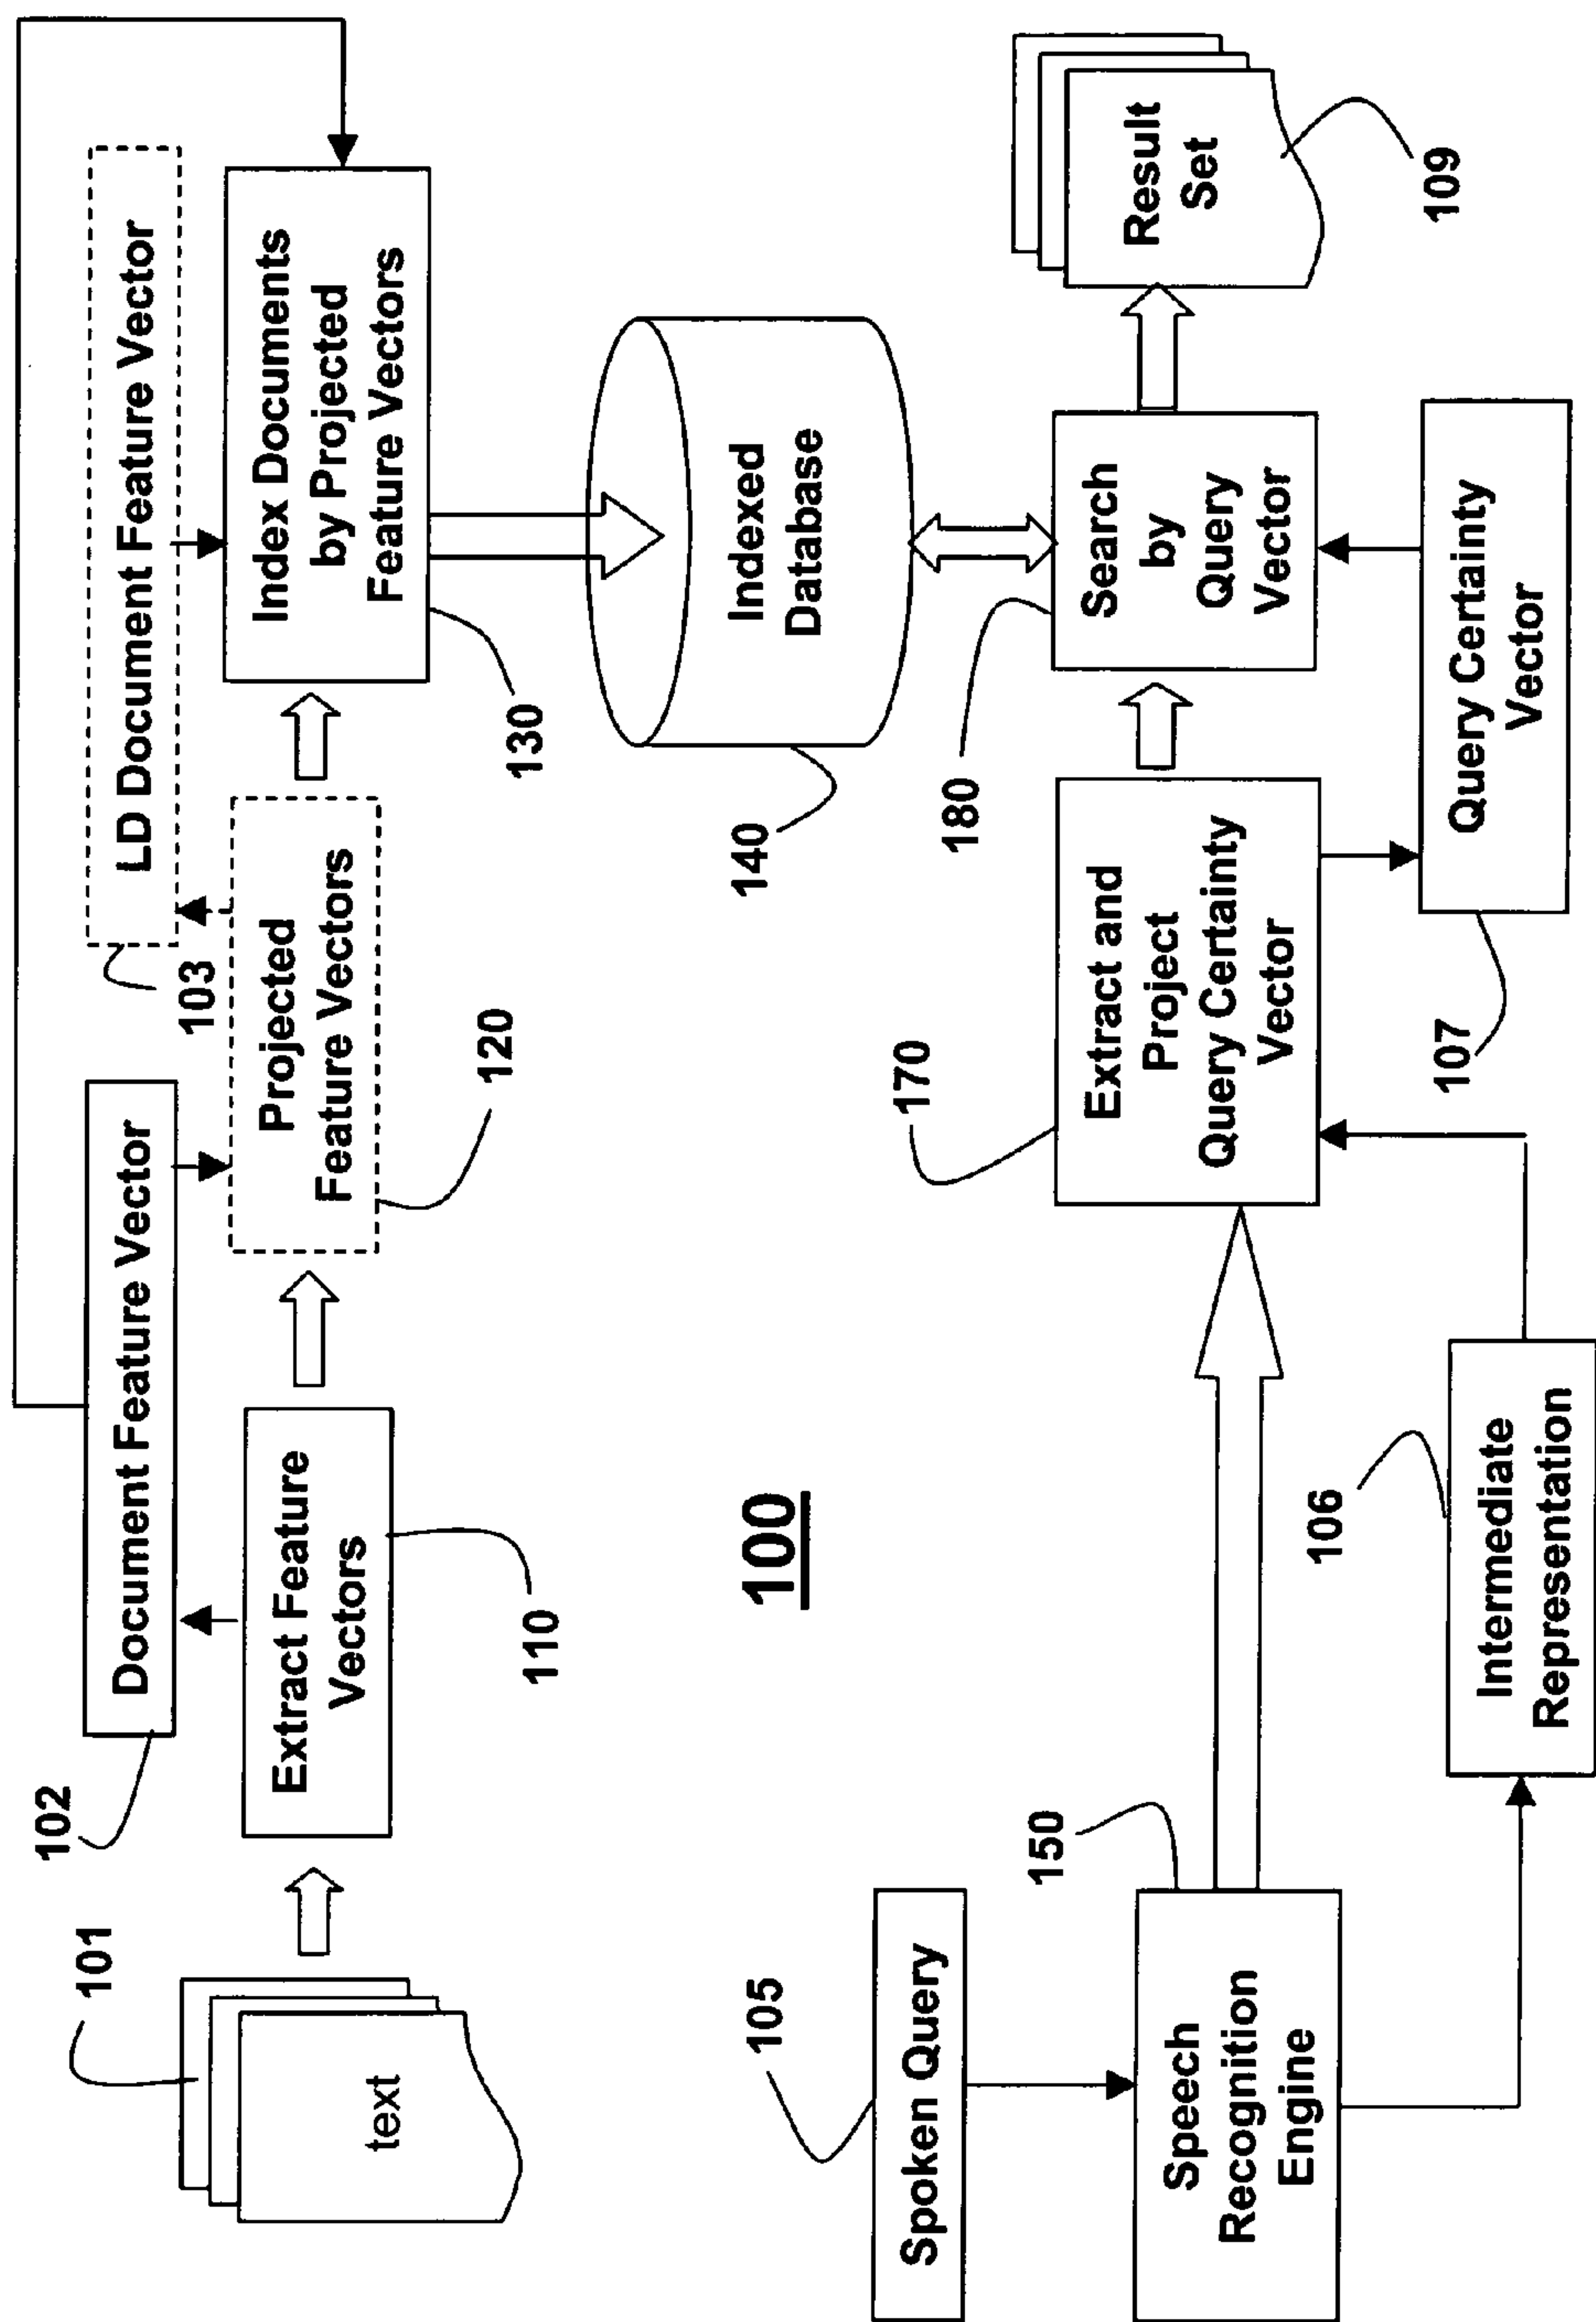 101
text
102
Document Feature Vector
Extract Feature
Vectors
110
103
LD Document Feature Vector
Projected
Feature Vectors
120
Index Documents
by Projected
Feature Vectors
130
Indexed
Database
140
100
105
Spoken Query
150
Speech
Recognition
Engine
106
Intermediate
Representation
170
Extract and
Project
Query Certainty
Vector
107
Query Certainty
Vector
180
Search
by
Query
Vector
Result
Set
109